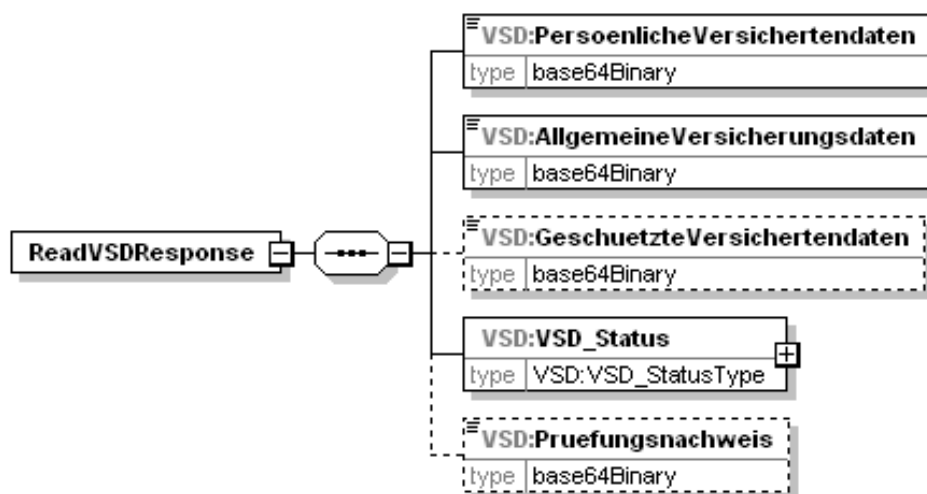 VSD:PersoenlicheVersichertendaten
type base64Binary
VSD:AllgemeineVersicherungsdaten
type base64Binary
ReadVSDResponse
VSD:GeschuetzteVersichertendaten
type base64Binary
VSD:VSD_Status
type VSD:VSD_StatusType
VSD:Pruefungsnachweis
type base64Binary